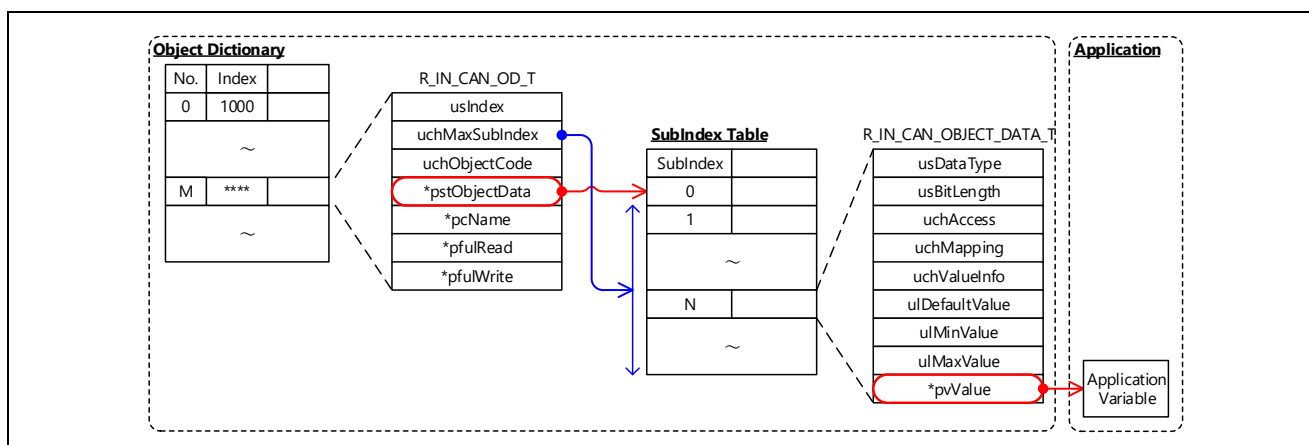 Object Dictionary
Application
No. Index
0 1000
～
M ****
～
R_IN_CAN_OD_T
usIndex
uchMaxSubIndex
uchObjectCode
*pstObjectData
*pcName
*pfulRead
*pfulWrite
SubIndex Table
SubIndex
0
1
～
N
～
R_IN_CAN_OBJECT_DATA_T
usDataType
usBitLength
uchAccess
uchMapping
uchValueInfo
ulDefaultValue
ulMinValue
ulMaxValue
*pvValue
Application
Variable